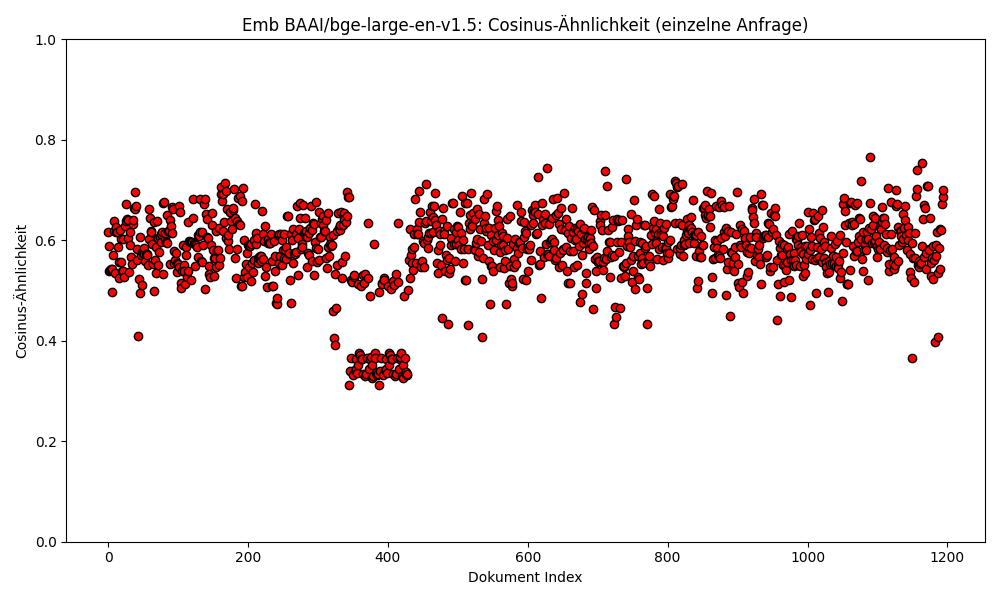 Emb BAAI/bge-large-en-v1.5: Cosinus-Ähnlichkeit (einzelne Anfrage)
1.0
0.8
0.6
0.4
0.2
0.0
Cosinus-Ähnlichkeit
0 200 400 600 800 1000 1200
Dokument Index